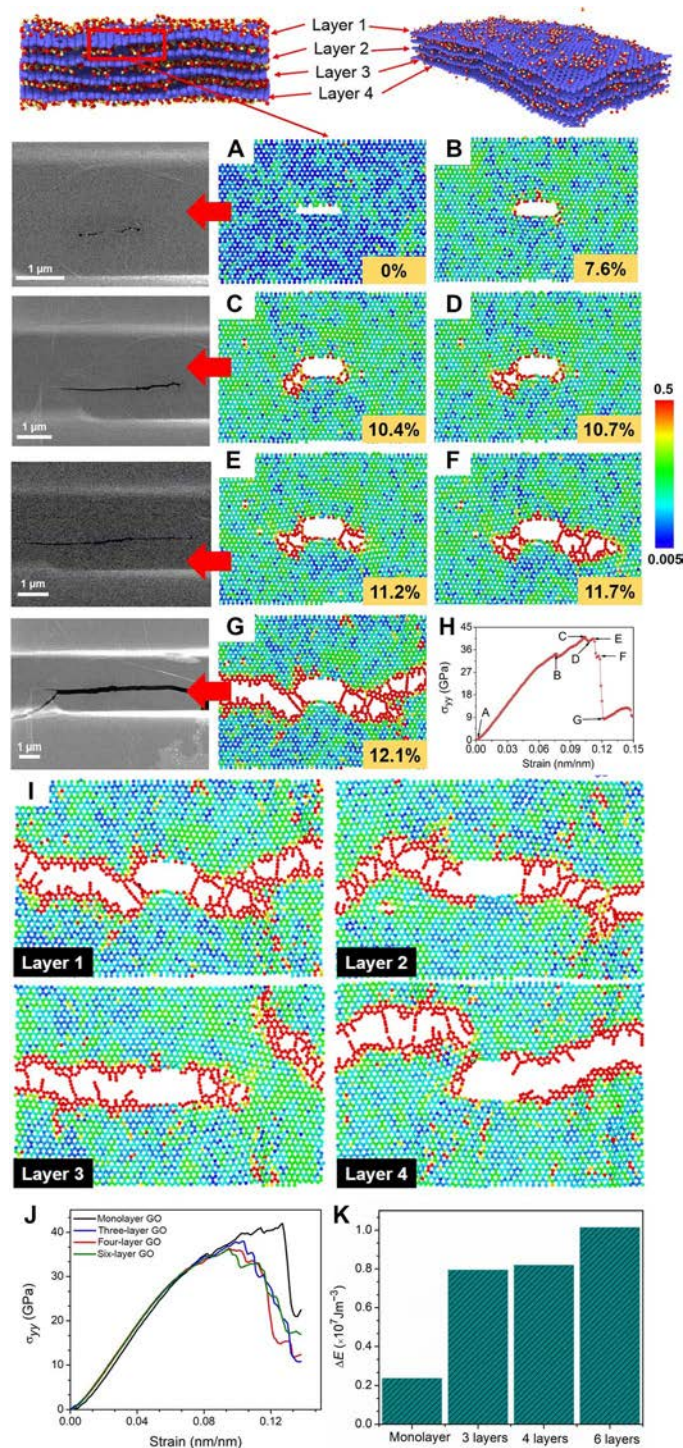 Layer 1
Layer 2
Layer 3
Layer 4
A
B
1 µm
0%
7.6%
C
D
1 µm
10.4%
10.7%
0.5
0.005
E
F
1 µm
11.2%
11.7%
G
1 µm
12.1%
H
45
36
27
18
9
0
σyy (GPa)
A
B
C
D
E
F
G
0.00 0.03 0.06 0.09 0.12 0.15
Strain (nm/nm)
I
Layer 1
Layer 2
Layer 3
Layer 4
J
Monolayer GO
Three-layer GO
Four-layer GO
Six-layer GO
40
30
20
10
0
σyy (GPa)
0.00 0.04 0.08 0.12
Strain (nm/nm)
K
1.0
0.8
0.6
0.4
0.2
0.0
ΔE (×10⁷Jm⁻³)
Monolayer 3 layers 4 layers 6 layers